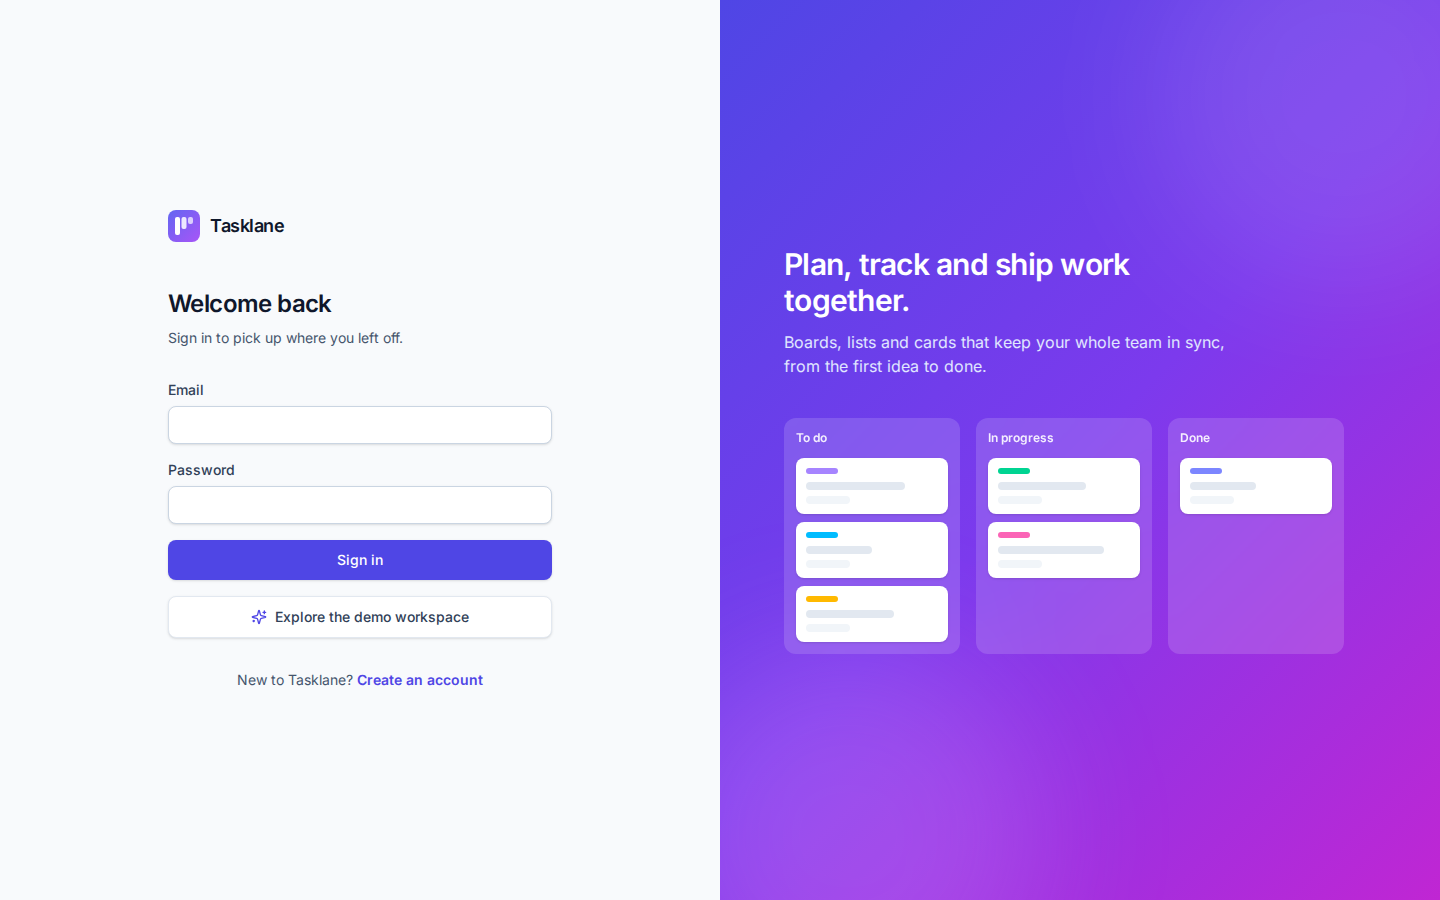 Tasklane
Welcome back
Sign in to pick up where you left off.
Email
Password
Sign in
Explore the demo workspace
New to Tasklane? Create an account
Plan, track and ship work
together.
Boards, lists and cards that keep your whole team in sync,
from the first idea to done.
To do
In progress
Done